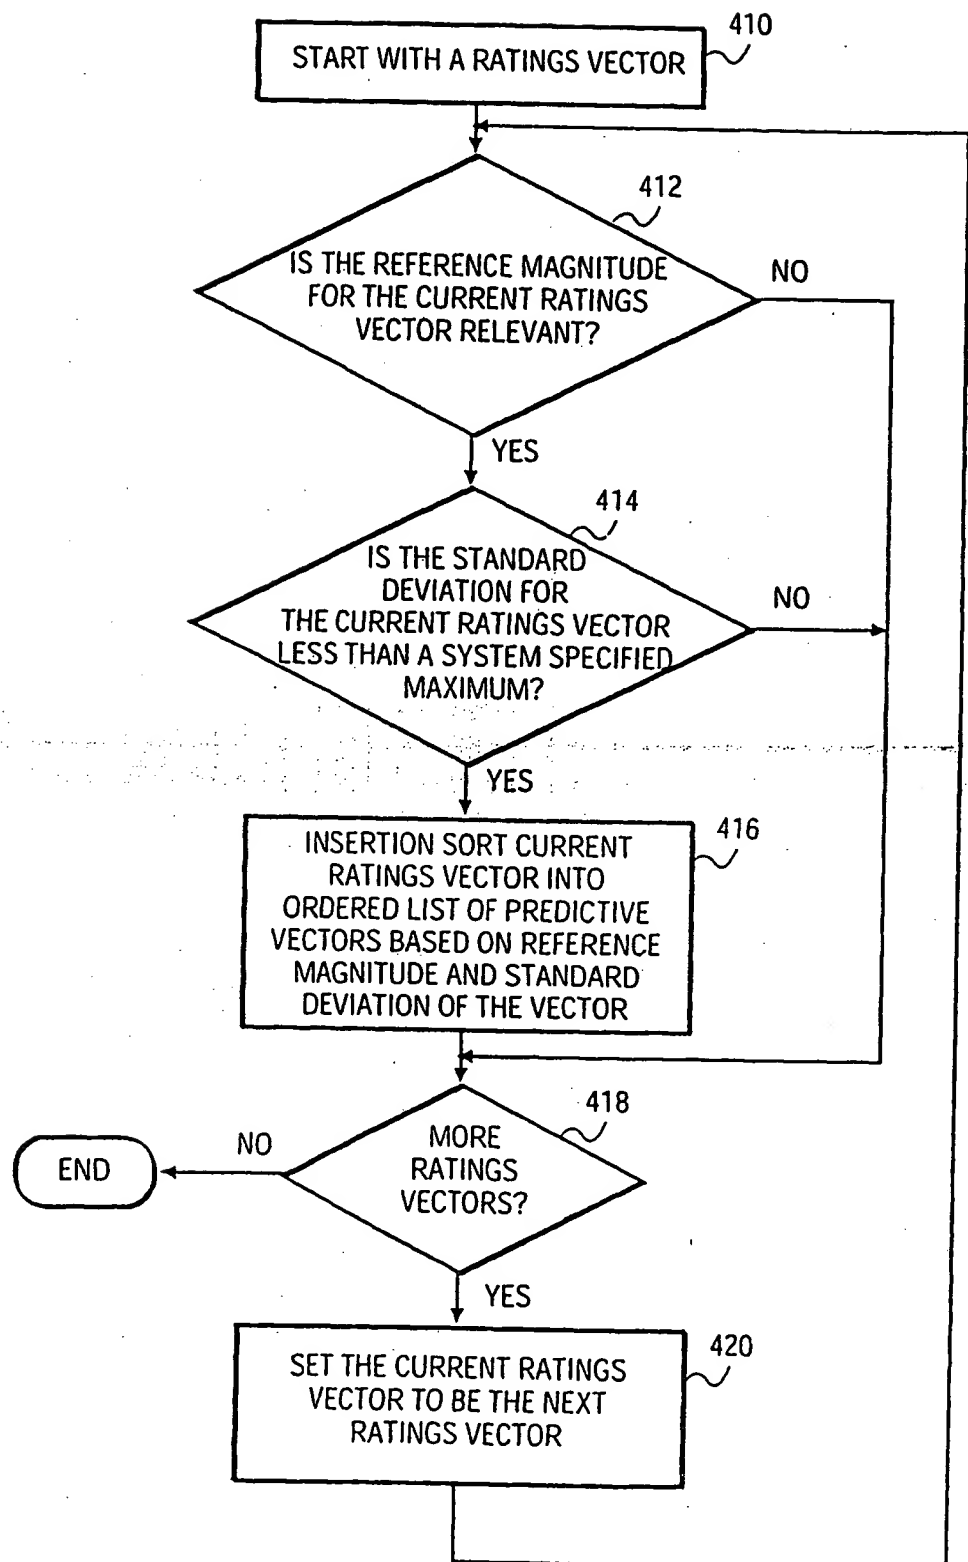 410
START WITH A RATINGS VECTOR
412
IS THE REFERENCE MAGNITUDE
FOR THE CURRENT RATINGS
VECTOR RELEVANT?
NO
YES
414
IS THE STANDARD
DEVIATION FOR
THE CURRENT RATINGS VECTOR
LESS THAN A SYSTEM SPECIFIED
MAXIMUM?
NO
YES
416
INSERTION SORT CURRENT
RATINGS VECTOR INTO
ORDERED LIST OF PREDICTIVE
VECTORS BASED ON REFERENCE
MAGNITUDE AND STANDARD
DEVIATION OF THE VECTOR
418
MORE
RATINGS
VECTORS?
NO
END
YES
420
SET THE CURRENT RATINGS
VECTOR TO BE THE NEXT
RATINGS VECTOR